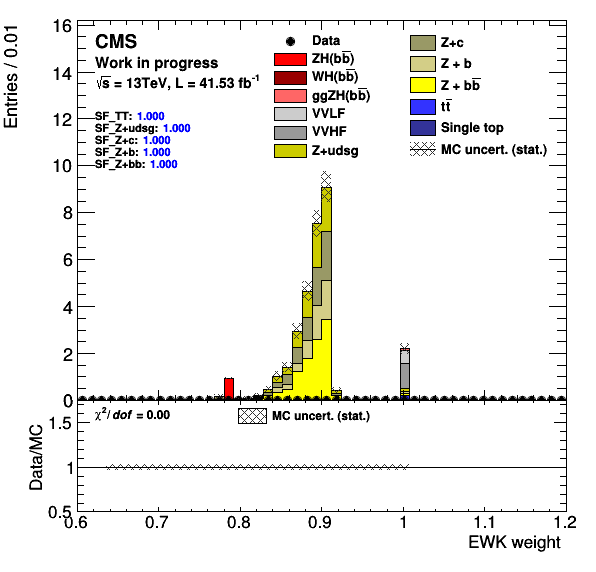 Entries / 0.01
16
14
12
10
8
6
4
2
0
CMS
Work in progress
√s = 13TeV, L = 41.53 fb⁻¹
SF_TT: 1.000
SF_Z+udsg: 1.000
SF_Z+c: 1.000
SF_Z+b: 1.000
SF_Z+bb: 1.000
Data
ZH(bb̅)
WH(bb̅)
ggZH(bb̅)
VVLF
VVHF
Z+udsg
Z+c
Z + b
Z + bb̅
tt̅
Single top
MC uncert. (stat.)
Data/MC
1.5
1
0.5
χ²/dof = 0.00
MC uncert. (stat.)
0.6 0.7 0.8 0.9 1 1.1 1.2
EWK weight